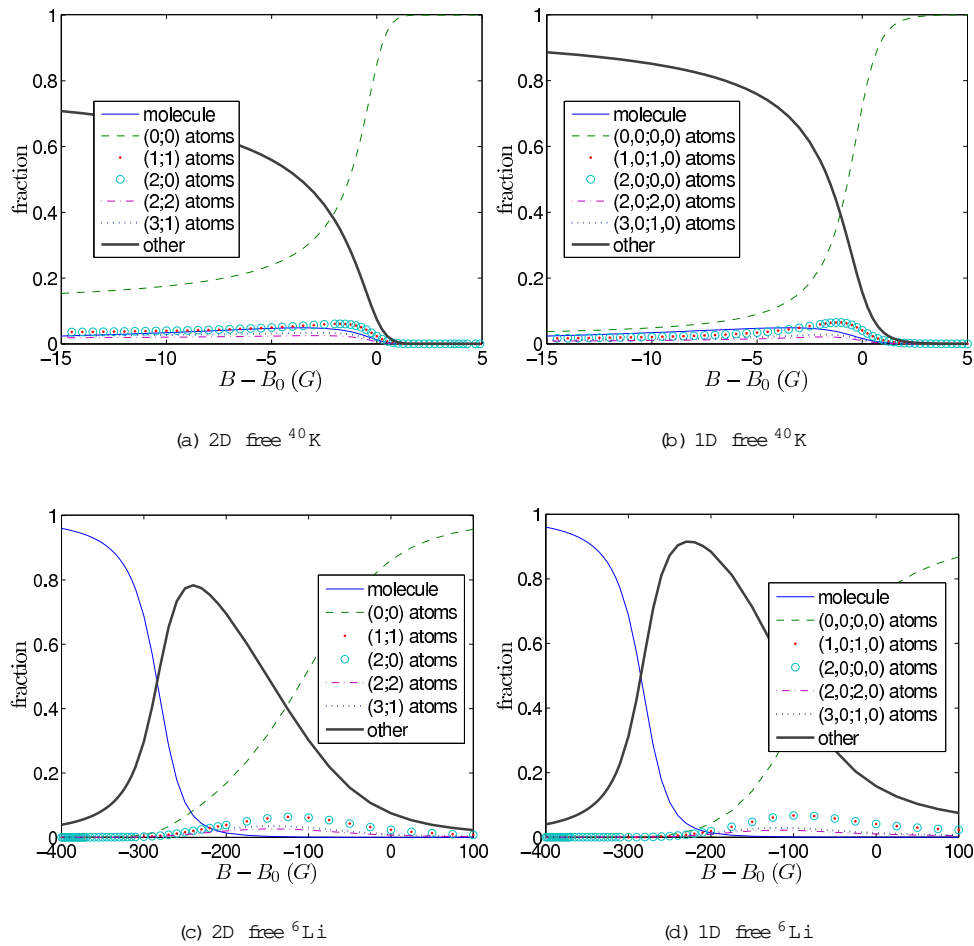 1
0.8
0.6
0.4
0.2
0
fraction
molecule
(0;0) atoms
(1;1) atoms
(2;0) atoms
(2;2) atoms
(3;1) atoms
other
−15
−10
−5
0
5
B − B₀ (G)
(a) 2D free ⁴⁰K
1
0.8
0.6
0.4
0.2
0
fraction
molecule
(0,0;0,0) atoms
(1,0;1,0) atoms
(2,0;0,0) atoms
(2,0;2,0) atoms
(3,0;1,0) atoms
other
−15
−10
−5
0
5
B − B₀ (G)
(b) 1D free ⁴⁰K
1
0.8
0.6
0.4
0.2
0
fraction
molecule
(0;0) atoms
(1;1) atoms
(2;0) atoms
(2;2) atoms
(3;1) atoms
other
−400
−300
−200
−100
0
100
B − B₀ (G)
(c) 2D free ⁶Li
1
0.8
0.6
0.4
0.2
0
fraction
molecule
(0,0;0,0) atoms
(1,0;1,0) atoms
(2,0;0,0) atoms
(2,0;2,0) atoms
(3,0;1,0) atoms
other
−400
−300
−200
−100
0
100
B − B₀ (G)
(d) 1D free ⁶Li